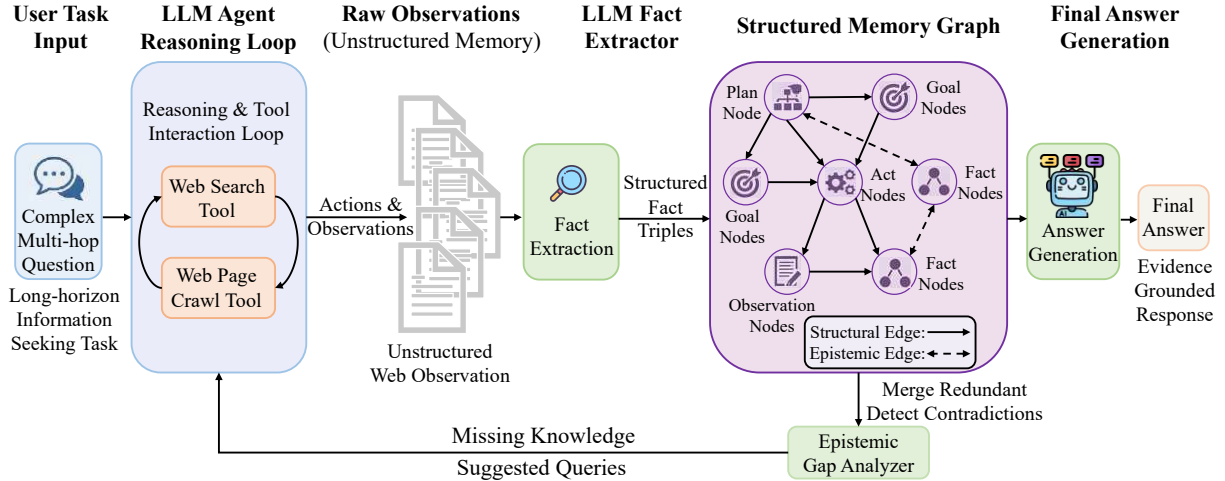 User Task
Input
LLM Agent
Reasoning Loop
Raw Observations
(Unstructured Memory)
LLM Fact
Extractor
Structured Memory Graph
Final Answer
Generation
Complex
Multi-hop
Question
Long-horizon
Information
Seeking Task
Reasoning & Tool
Interaction Loop
Web Search
Tool
Web Page
Crawl Tool
Actions &
Observations
Unstructured
Web Observation
Fact
Extraction
Structured
Fact
Triples
Plan
Node
Goal
Nodes
Goal
Nodes
Act
Nodes
Fact
Nodes
Observation
Nodes
Fact
Nodes
Structural Edge:
Epistemic Edge:
AI
Answer
Generation
Final
Answer
Evidence
Grounded
Response
Merge Redundant
Detect Contradictions
Epistemic
Gap Analyzer
Missing Knowledge
Suggested Queries